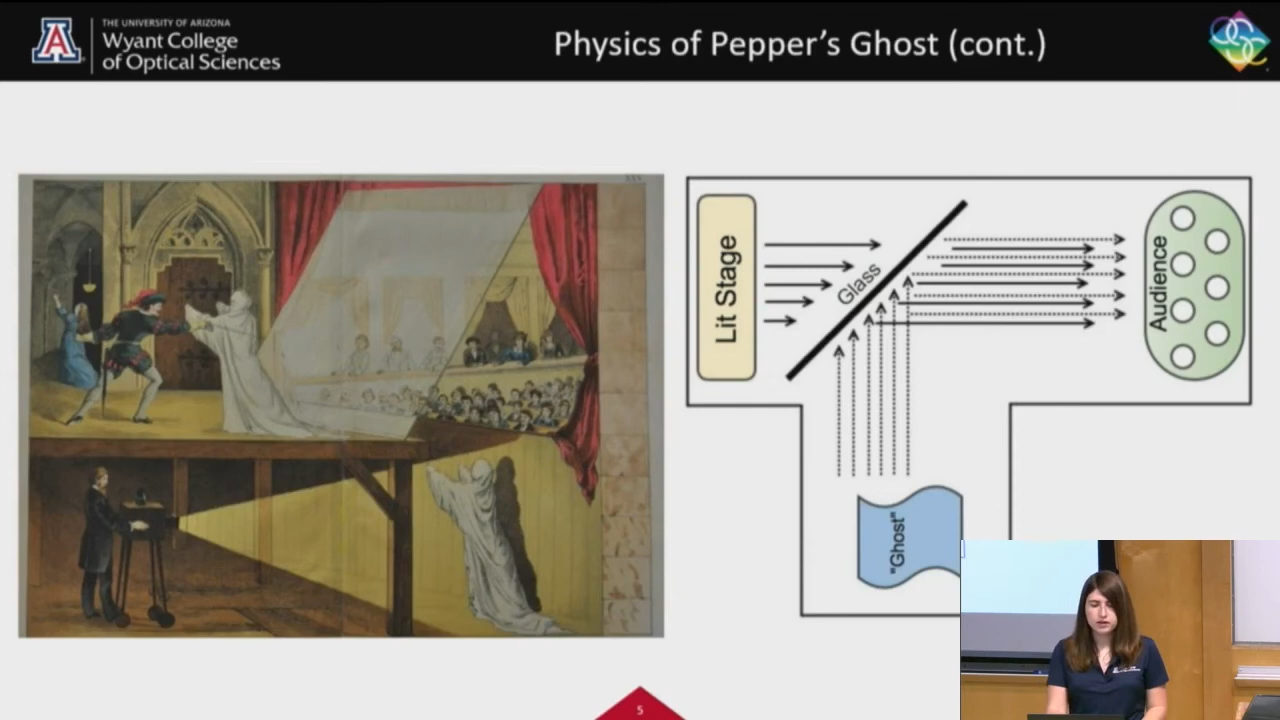 THE UNIVERSITY OF ARIZONA
Wyant College
of Optical Sciences
Physics of Pepper's Ghost (cont.)
A
OSC
Lit Stage
Glass
Audience
"Ghost"
5